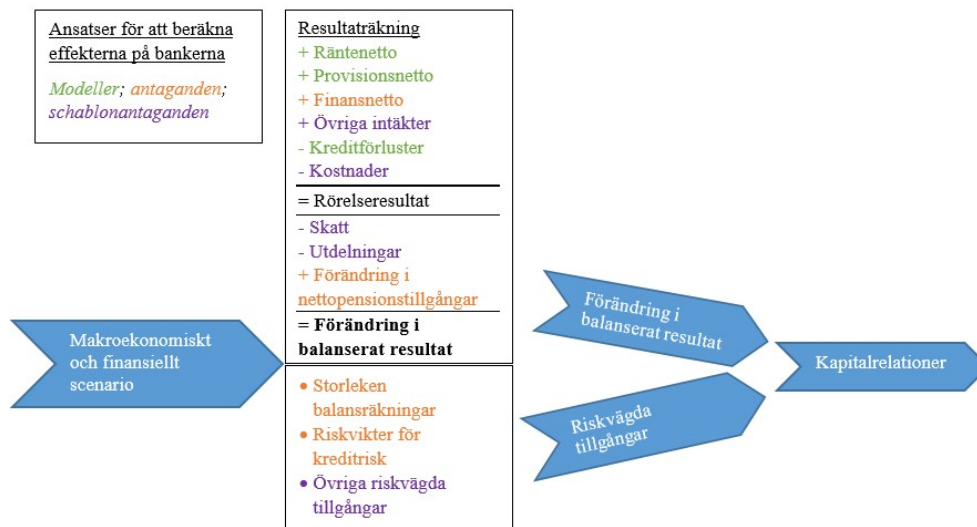 Ansatser för att beräkna
effekterna på bankerna
Modeller; antaganden;
schablonantaganden
Resultaträkning
+ Räntenetto
+ Provisionsnetto
+ Finansnetto
+ Övriga intäkter
- Kreditförluster
- Kostnader
= Rörelseresultat
- Skatt
- Utdelningar
+ Förändring i
nettopensionstillgångar
= Förändring i
balanserat resultat
• Storleken
balansräkningar
• Riskvikter för
kreditrisk
• Övriga riskvägda
tillgångar
Makroekonomiskt
och finansiellt
scenario
Förändring i
balanserat resultat
Riskvägda
tillgångar
Kapitalrelationer